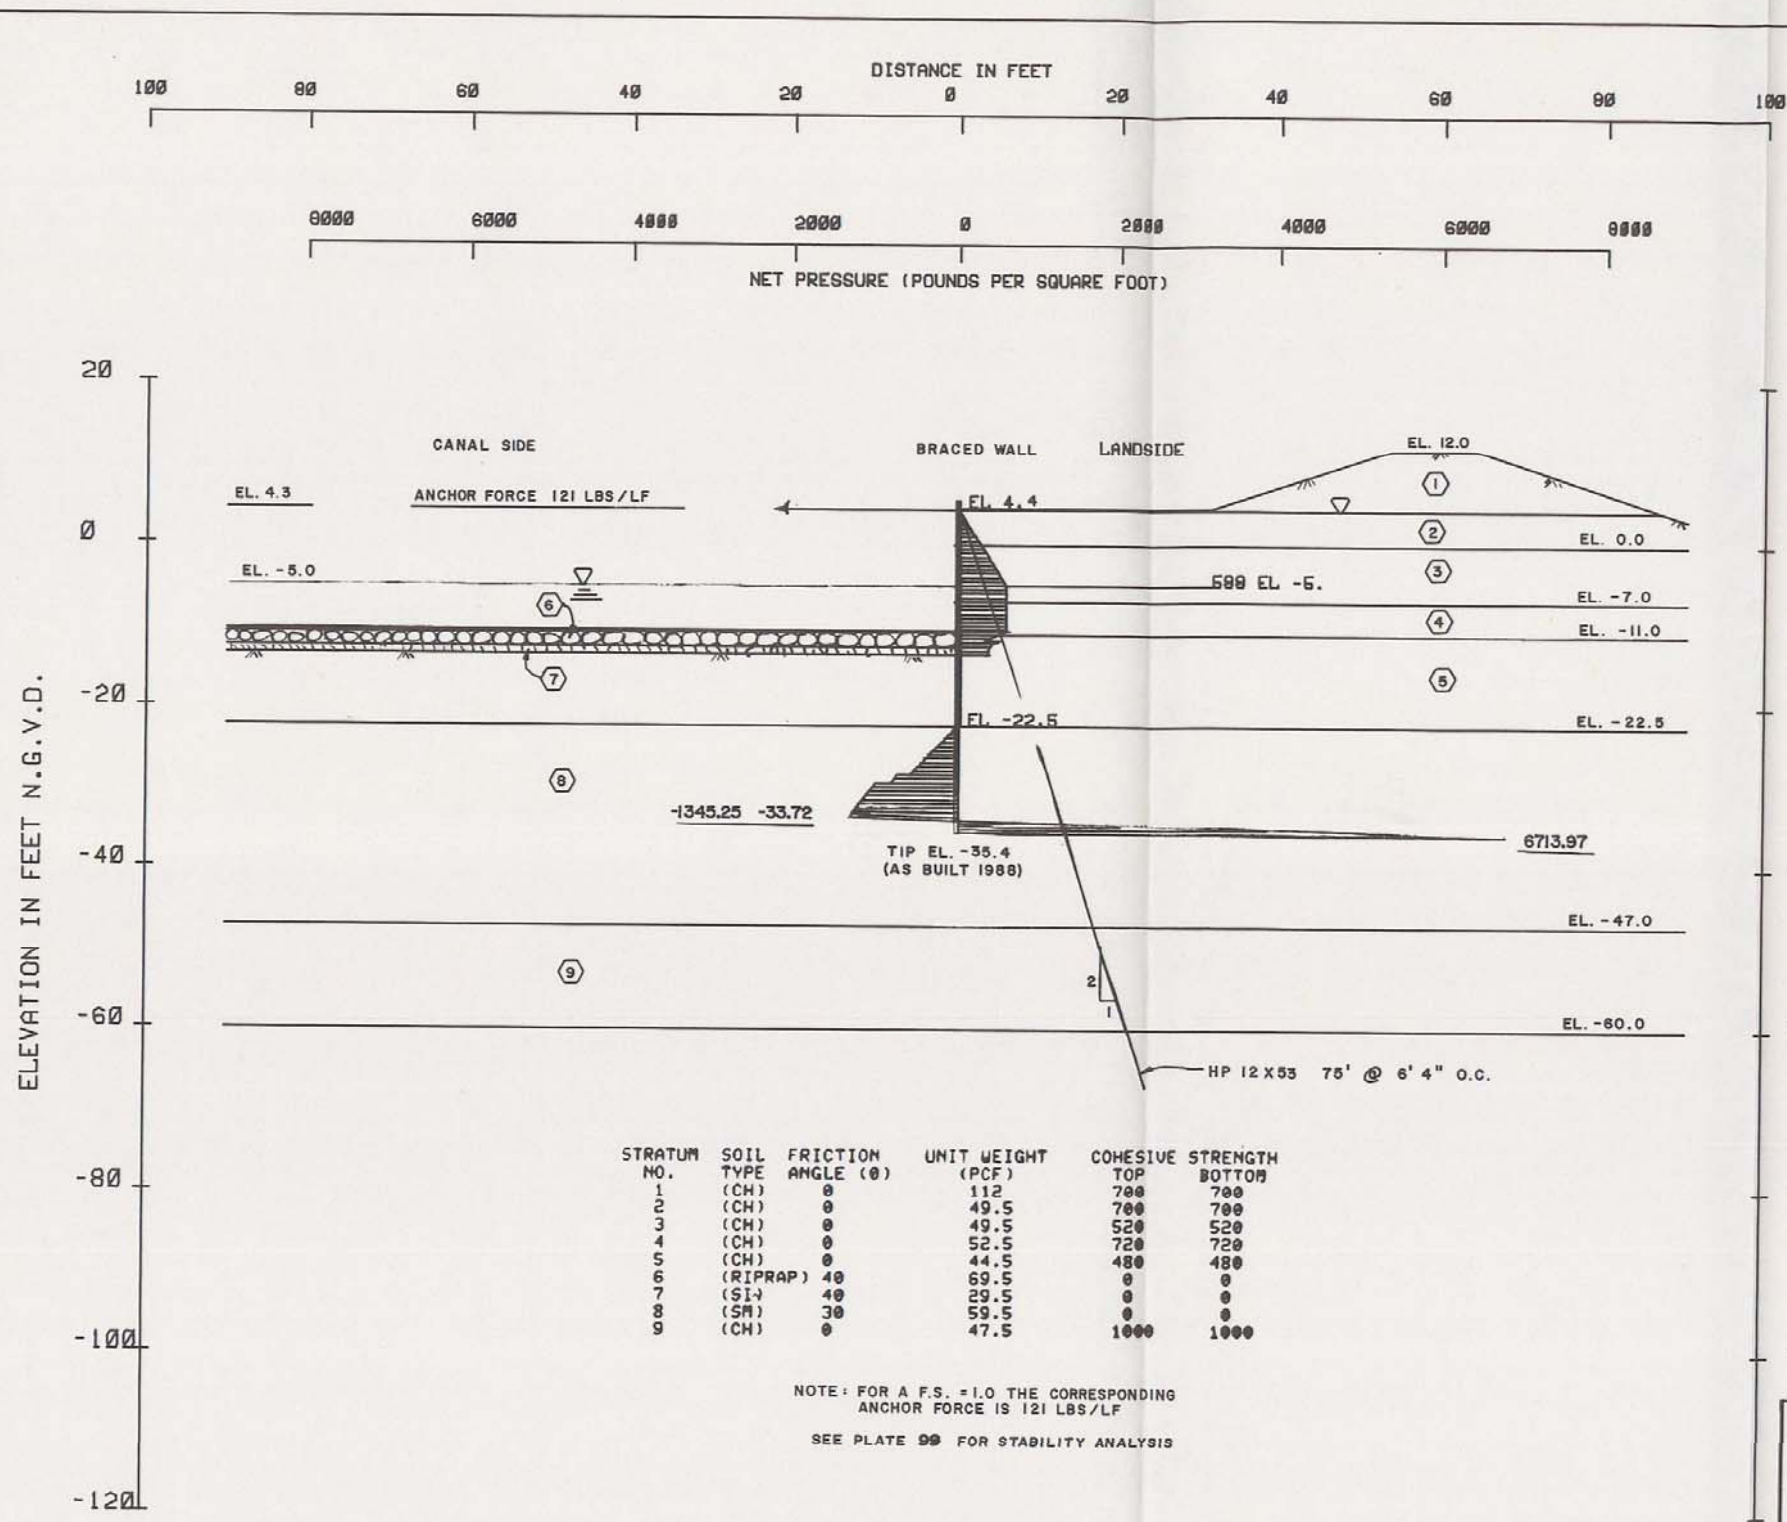 DISTANCE IN FEET
100 80 60 40 20 0 20 40 60 80 100
8000 6000 4000 2000 0 2000 4000 6000 8000
NET PRESSURE (POUNDS PER SQUARE FOOT)
ELEVATION IN FEET N.G.V.D.
20
0
-20
-40
-60
-80
-100
-120
CANAL SIDE
BRACED WALL
LANDSIDE
EL. 12.0
EL. 4.3
ANCHOR FORCE 121 LBS/LF
EL 4.4
1
2
EL. 0.0
EL. -5.0
3
EL -5.
EL. -7.0
6
4
EL. -11.0
7
5
EL -22.5
EL. -22.5
8
-1345.25 -33.72
6713.97
TIP EL. -35.4
(AS BUILT 1988)
EL. -47.0
9
2
1
EL. -60.0
HP 12X53 75' @ 6'4" O.C.
STRATUM SOIL FRICTION UNIT WEIGHT COHESIVE STRENGTH
NO. TYPE ANGLE (0) (PCF) TOP BOTTOM
1 (CH) 0 112 700 700
2 (CH) 0 49.5 700 700
3 (CH) 0 49.5 520 520
4 (CH) 0 52.5 720 720
5 (CH) 0 44.5 480 480
6 (RIPRAP) 40 69.5 0 0
7 40 29.5 0 0
8 (SM) 30 59.5 0 0
9 (CH) 0 47.5 1000 1000
NOTE: FOR A F.S. =1.0 THE CORRESPONDING
ANCHOR FORCE IS 121 LBS/LF
SEE PLATE 99 FOR STABILITY ANALYSIS